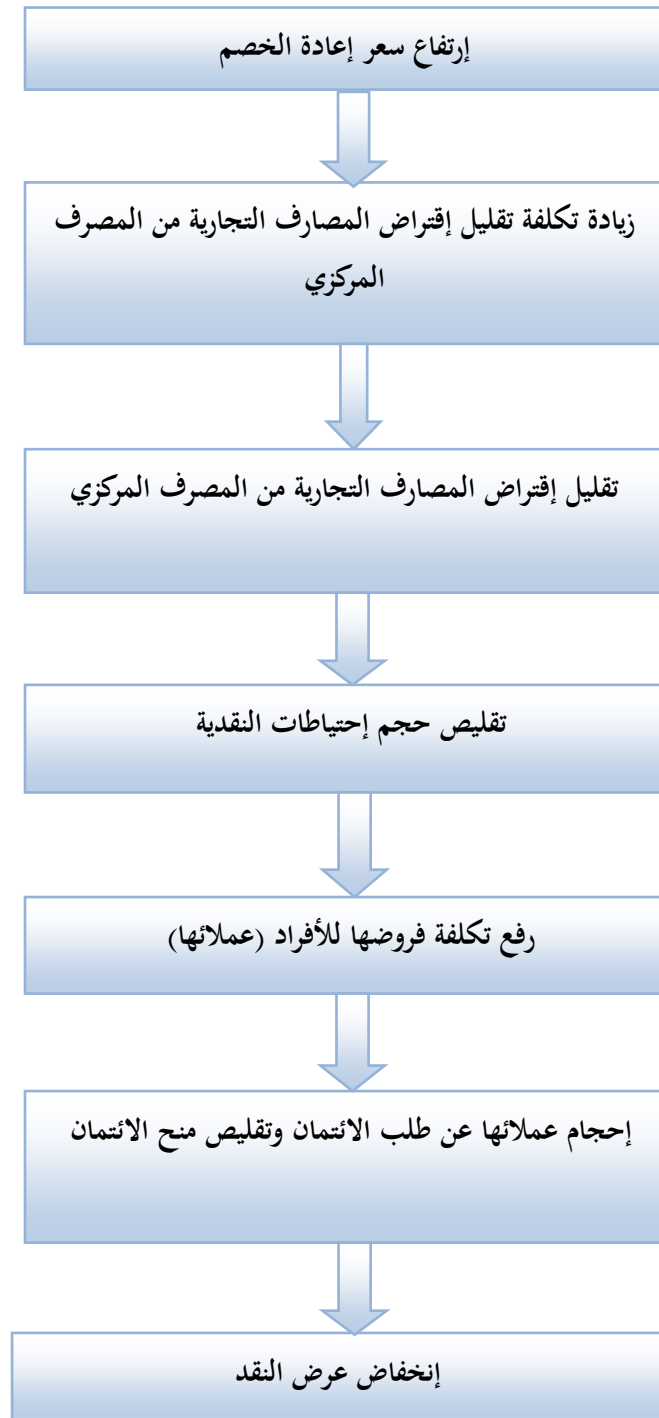 إرتفاع سعر إعادة الخصم
زيادة تكلفة تقليل إقتراض المصارف التجارية من المصرف
المركزي
تقليل إقتراض المصارف التجارية من المصرف المركزي
تقليص حجم إحتياطات النقدية
رفع تكلفة فروضها للأفراد (عملائها)
إحجام عملائها عن طلب الائتمان وتقليص منح الائتمان
إنخفاض عرض النقد